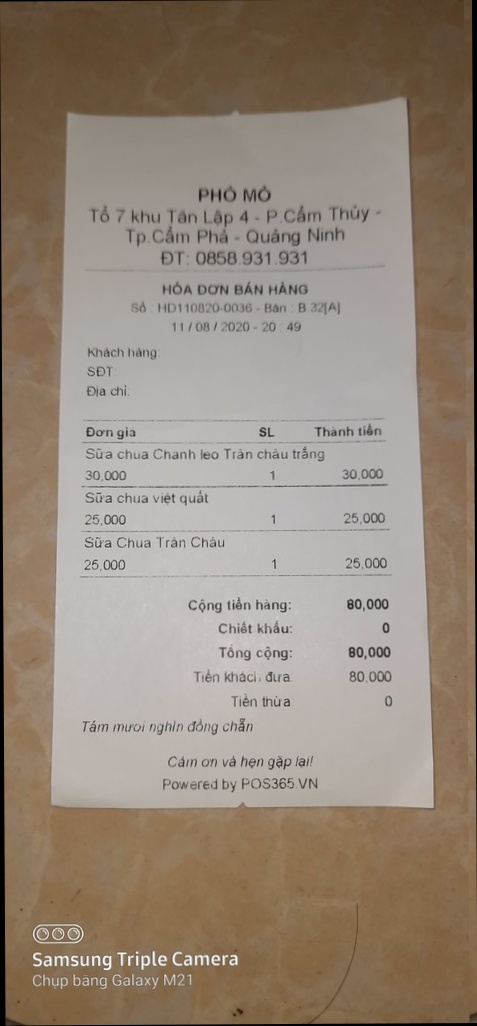 PHÔ MÔ
Tổ 7 khu Tân Lập 4 - P.Cẩm Thủy -
Tp.Cẩm Phả - Quảng Ninh
ĐT: 0858.931.931
HÓA ĐƠN BÁN HÀNG
Số : HD110820-0036 - Bàn : B.32[A]
11 / 08 / 2020 - 20 : 49
Khách hàng:
SĐT:
Địa chỉ:
Đơn giá SL Thành tiền
Sữa chua Chanh leo Trân châu trắng
30,000 1 30,000
Sữa chua việt quất
25,000 1 25,000
Sữa Chua Trân Châu
25,000 1 25,000
Cộng tiền hàng: 80,000
Chiết khấu: 0
Tổng cộng: 80,000
Tiền khách đưa: 80,000
Tiền thừa: 0
Tám mươi nghìn đồng chẵn
Cảm ơn và hẹn gặp lại!
Powered by POS365.VN
Samsung Triple Camera
Chụp bằng Galaxy M21